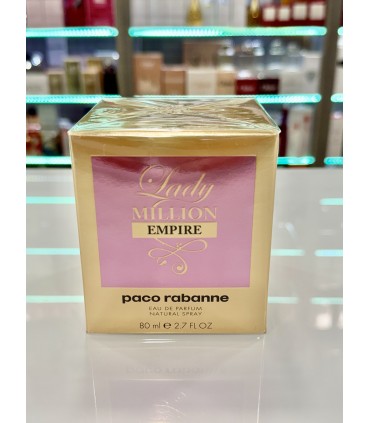 Lady
MILLION
EMPIRE
paco rabanne
EAU DE PARFUM
NATURAL SPRAY
80 ml ℮ 2.7 FL OZ